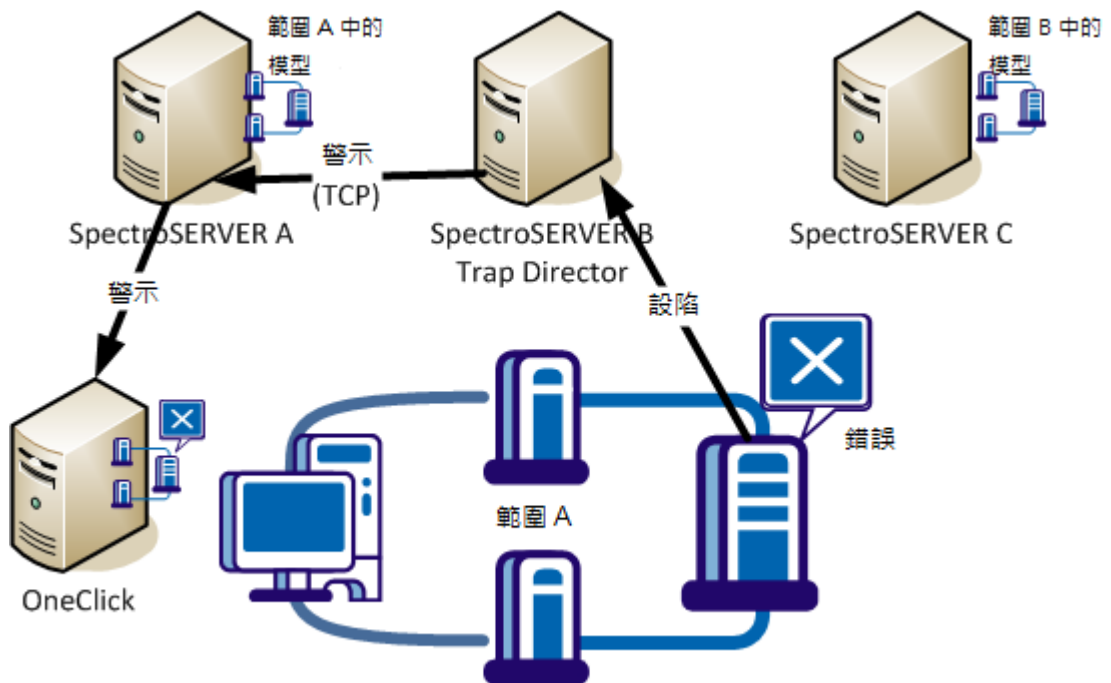 範圍 A 中的
模型
範圍 B 中的
模型
警示
(TCP)
SpectroSERVER A
SpectroSERVER B
Trap Director
SpectroSERVER C
警示
設陷
錯誤
範圍 A
OneClick